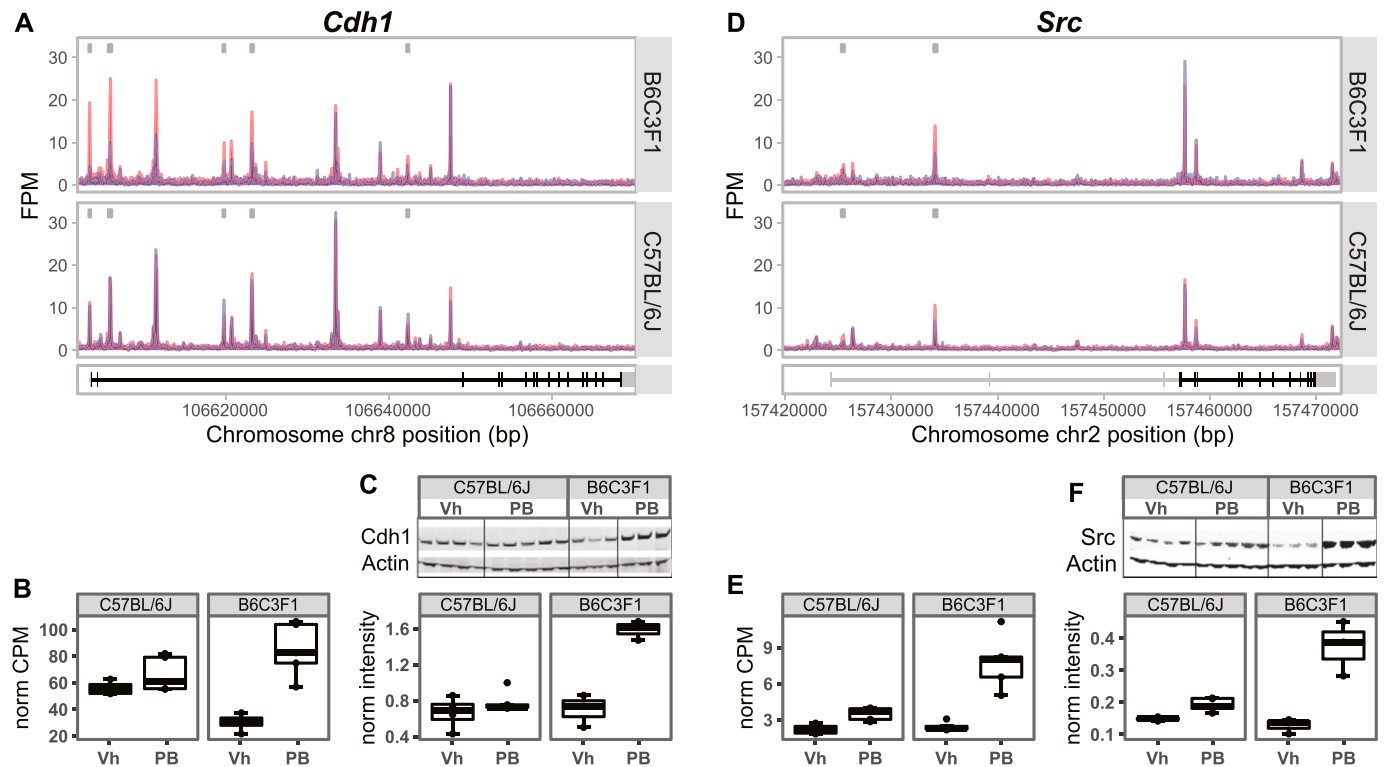 A
Cdh1
FPM
30
20
10
0
B6C3F1
30
20
10
0
C57BL/6J
106620000
106640000
106660000
Chromosome chr8 position (bp)
D
Src
FPM
30
20
10
0
B6C3F1
30
20
10
0
C57BL/6J
157420000
157430000
157440000
157450000
157460000
157470000
Chromosome chr2 position (bp)
B
C57BL/6J
B6C3F1
norm CPM
100
80
60
40
20
Vh
PB
Vh
PB
C
C57BL/6J
B6C3F1
Vh
PB
Vh
PB
Cdh1
Actin
C57BL/6J
B6C3F1
norm intensity
1.6
1.2
0.8
0.4
Vh
PB
Vh
PB
E
C57BL/6J
B6C3F1
norm CPM
9
6
3
Vh
PB
Vh
PB
F
C57BL/6J
B6C3F1
Vh
PB
Vh
PB
Src
Actin
C57BL/6J
B6C3F1
norm intensity
0.4
0.3
0.2
0.1
Vh
PB
Vh
PB